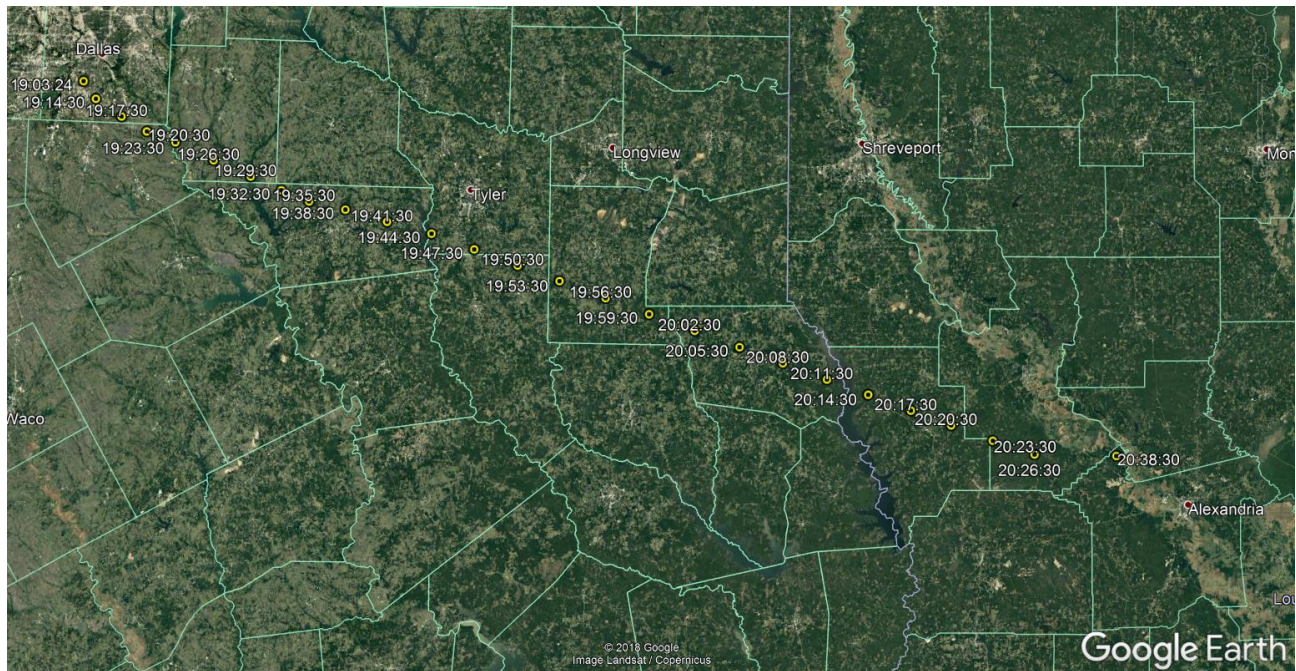 Dallas
19:03:24
19:14:30
19:17:30
19:20:30
19:23:30
19:26:30
19:29:30
Longview
Shreveport
Mon
19:32:30
19:35:30
Tyler
19:38:30
19:41:30
19:44:30
19:47:30
19:50:30
19:53:30
19:56:30
19:59:30
20:02:30
20:05:30
20:08:30
20:11:30
20:14:30
20:17:30
20:20:30
Waco
20:23:30
20:26:30
20:38:30
Alexandria
Lou
© 2018 Google
Image Landsat / Copernicus
Google Earth